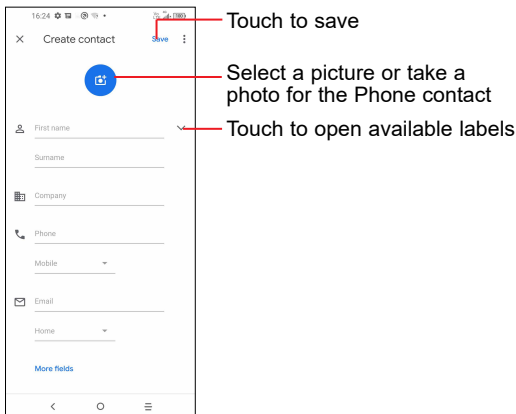 16:24
Create contact
Save
Touch to save
Select a picture or take a
photo for the Phone contact
First name
Touch to open available labels
Surname
Company
Phone
Mobile
Email
Home
More fields